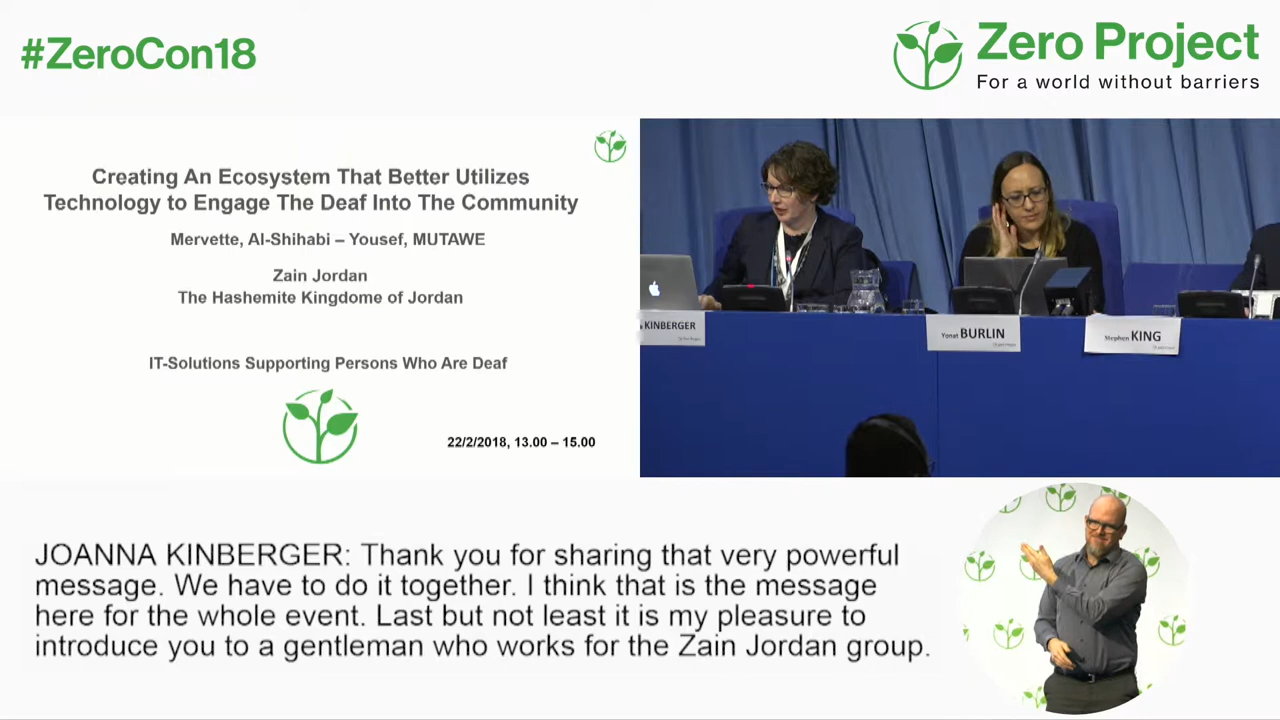 #ZeroCon18
Zero Project
For a world without barriers
Creating An Ecosystem That Better Utilizes
Technology to Engage The Deaf Into The Community
Mervette, Al-Shihabi – Yousef, MUTAWE
Zain Jordan
The Hashemite Kingdome of Jordan
IT-Solutions Supporting Persons Who Are Deaf
22/2/2018, 13.00 – 15.00
KINBERGER
Yonat BURLIN
Stephen KING
JOANNA KINBERGER: Thank you for sharing that very powerful
message. We have to do it together. I think that is the message
here for the whole event. Last but not least it is my pleasure to
introduce you to a gentleman who works for the Zain Jordan group.